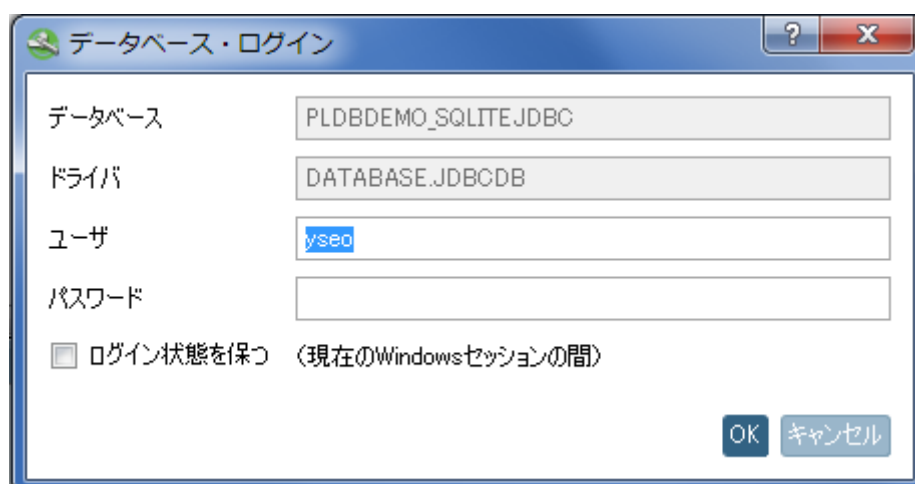 データベース・ログイン
データベース PLDBDEMO_SQLITEJDBC
ドライバ DATABASE.JDBCDB
ユーザ yseo
パスワード
ログイン状態を保つ （現在のWindowsセッションの間）
OK キャンセル